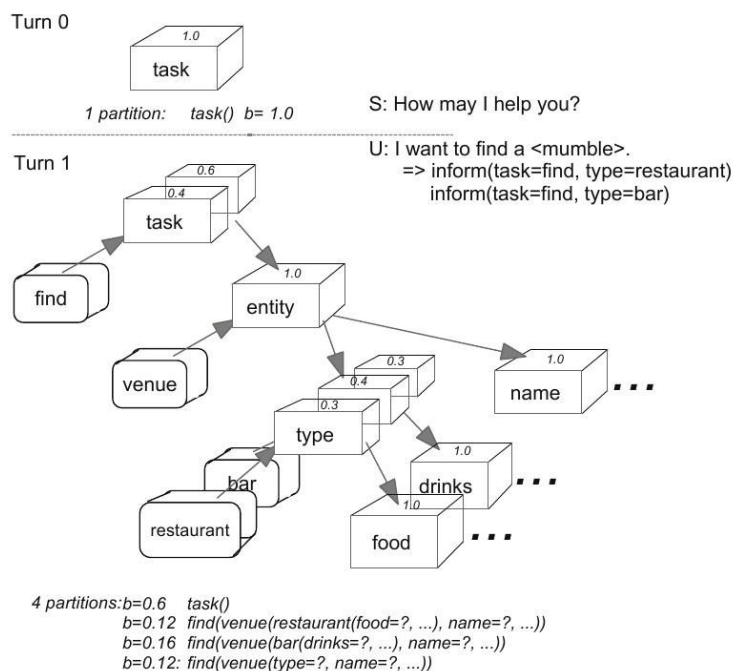 Turn 0
1.0
task
1 partition: task() b= 1.0
S: How may I help you?
Turn 1
U: I want to find a <mumble>.
=> inform(task=find, type=restaurant)
inform(task=find, type=bar)
0.6
0.4
task
find
1.0
entity
venue
0.3
0.4
0.3
type
1.0
name
...
bar
restaurant
1.0
drinks
...
1.0
food
...
4 partitions: b=0.6 task()
b=0.12 find(venue(restaurant(food=?, ...), name=?, ...))
b=0.16 find(venue(bar(drinks=?, ...), name=?, ...))
b=0.12: find(venue(type=?, name=?, ...))